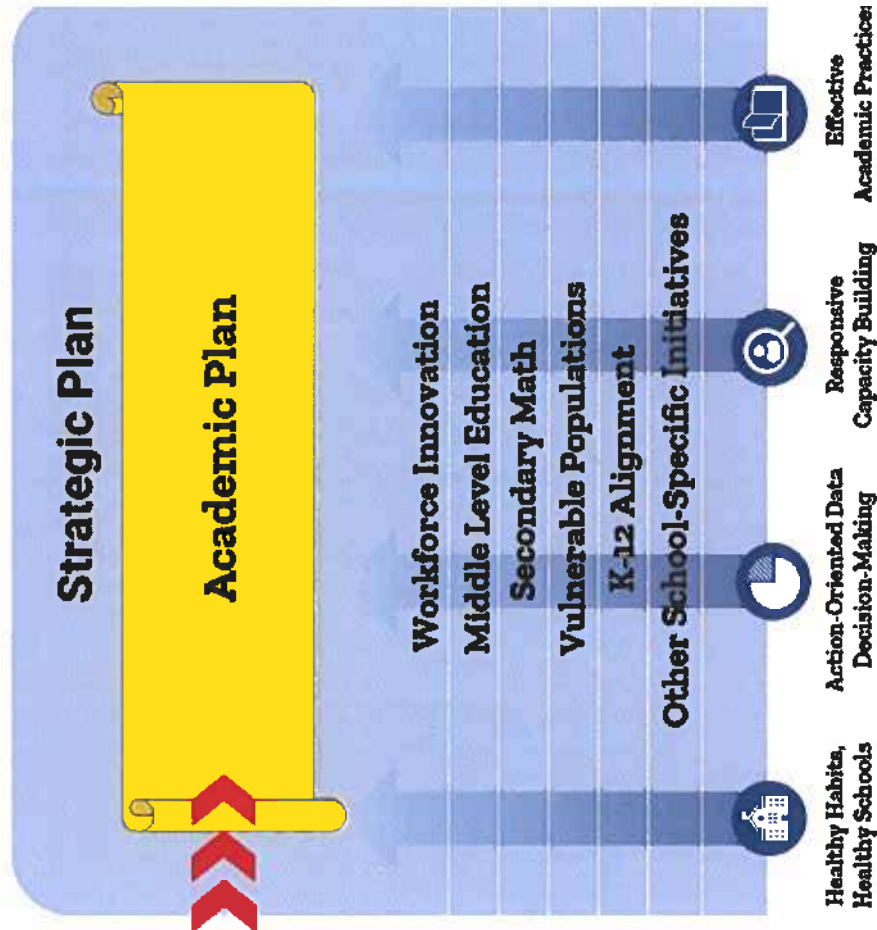 Strategic Plan
Academic Plan
Workforce Innovation
Middle Level Education
Secondary Math
Vulnerable Populations
K-12 Alignment
Other School-Specific Initiatives
Healthy Habits,
Healthy Schools
Action-Oriented Data
Decision-Making
Responsive
Capacity Building
Effective
Academic Practices